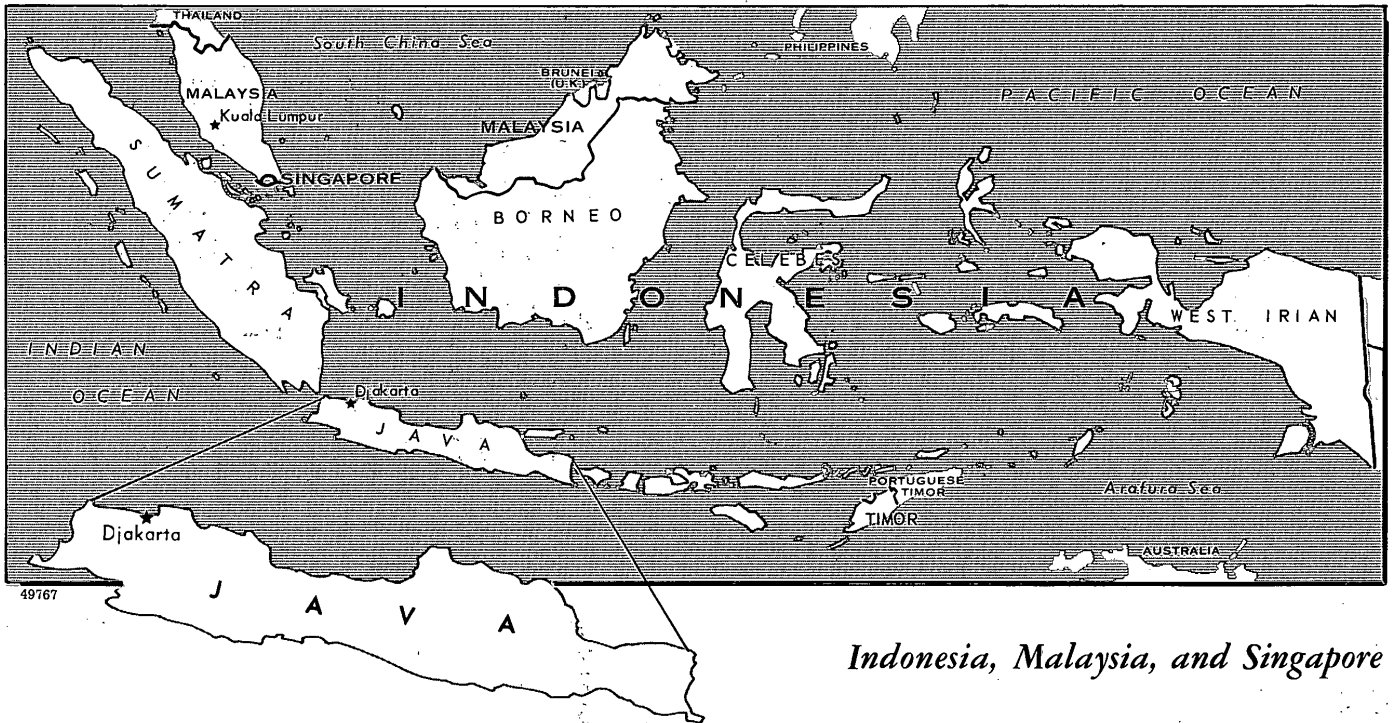 THAILAND
South China Sea
PHILIPPINES
BRUNEI
(U.K.)
MALAYSIA
PACIFIC OCEAN
Kuala Lumpur
MALAYSIA
SINGAPORE
SUMATRA
BORNEO
CELEBES
INDONESIA
WEST IRIAN
INDIAN
OCEAN
Djakarta
JAVA
PORTUGUESE
TIMOR
Arafura Sea
TIMOR
Djakarta
AUSTRALIA
49767
JAVA
Indonesia, Malaysia, and Singapore